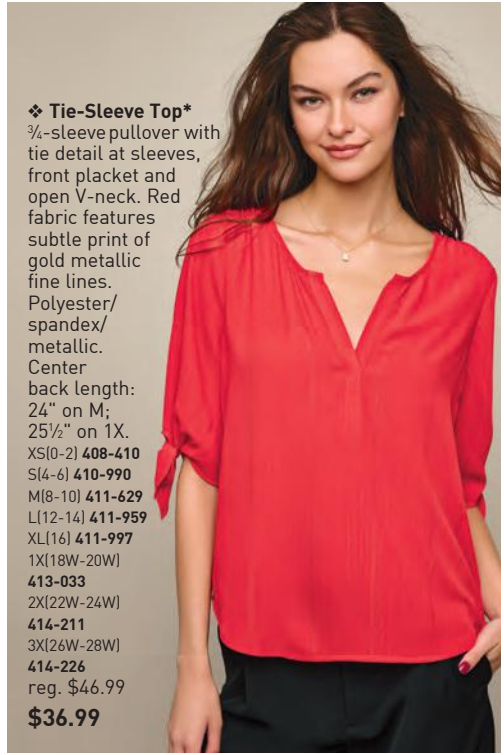 ❖ Tie-Sleeve Top*
¾-sleeve pullover with
tie detail at sleeves,
front placket and
open V-neck. Red
fabric features
subtle print of
gold metallic
fine lines.
Polyester/
spandex/
metallic.
Center
back length:
24" on M;
25½" on 1X.
XS(0-2) 408-410
S(4-6) 410-990
M(8-10) 411-629
L(12-14) 411-959
XL(16) 411-997
1X(18W-20W)
413-033
2X(22W-24W)
414-211
3X(26W-28W)
414-226
reg. $46.99
$36.99